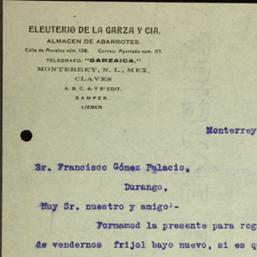 ELEUTERIO DE LA GARZA Y CIA.
ALMACEN DE ABARROTES.
Calle de Morelos núm. 138. Correo: Apartado núm. 117.
TELEGRAFO: "GARZAICA."
MONTERREY, N. L., MEX.
CLAVES
A. B. C. 4ª Y 5ª EDIT.
SAMPER
LIEBER
Monterrey
Sr. Francisco Gómez Palacio,
Durango,
Muy Sr. nuestro y amigo:-
Formamod la presente para rog
de vendernos frijol bayo nuevo, si es q